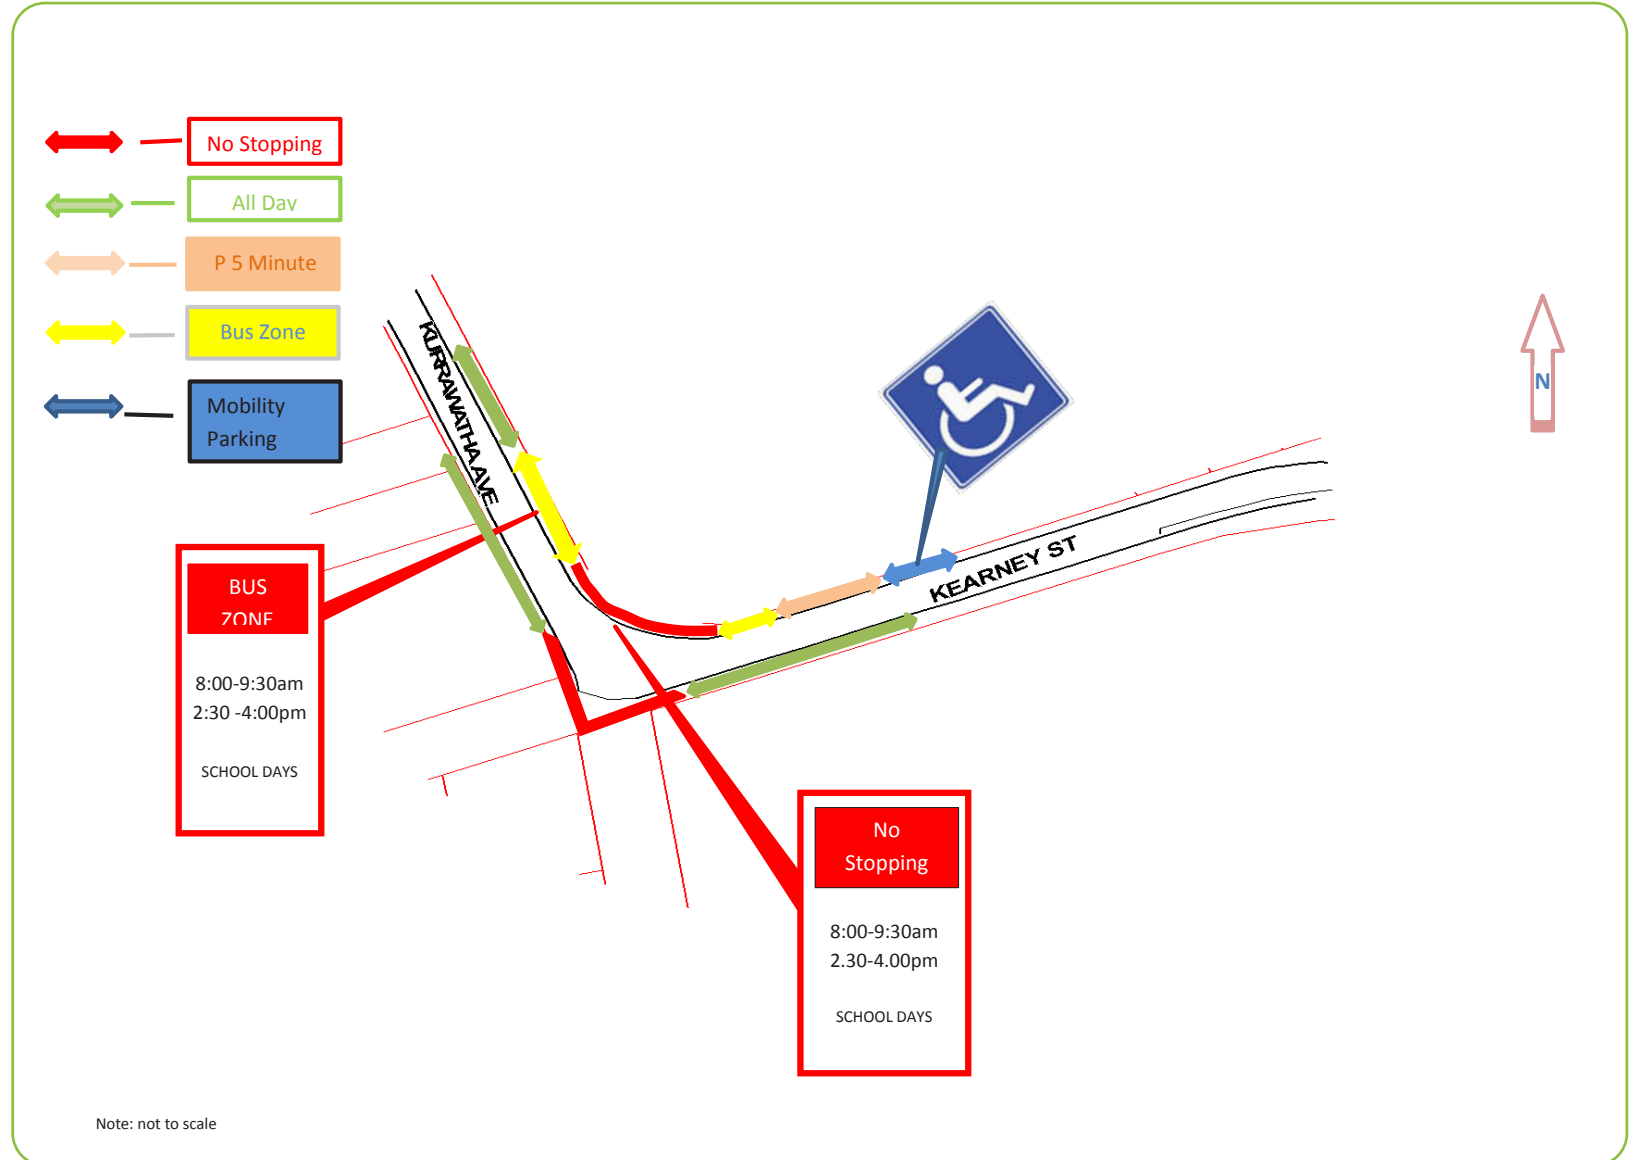 No Stopping
All Day
P 5 Minute
Bus Zone
Mobility
Parking
KURRAWATHA AVE
N
KEARNEY ST
BUS
ZONE
8:00-9:30am
2:30 -4:00pm
SCHOOL DAYS
No
Stopping
8:00-9:30am
2.30-4.00pm
SCHOOL DAYS
Note: not to scale